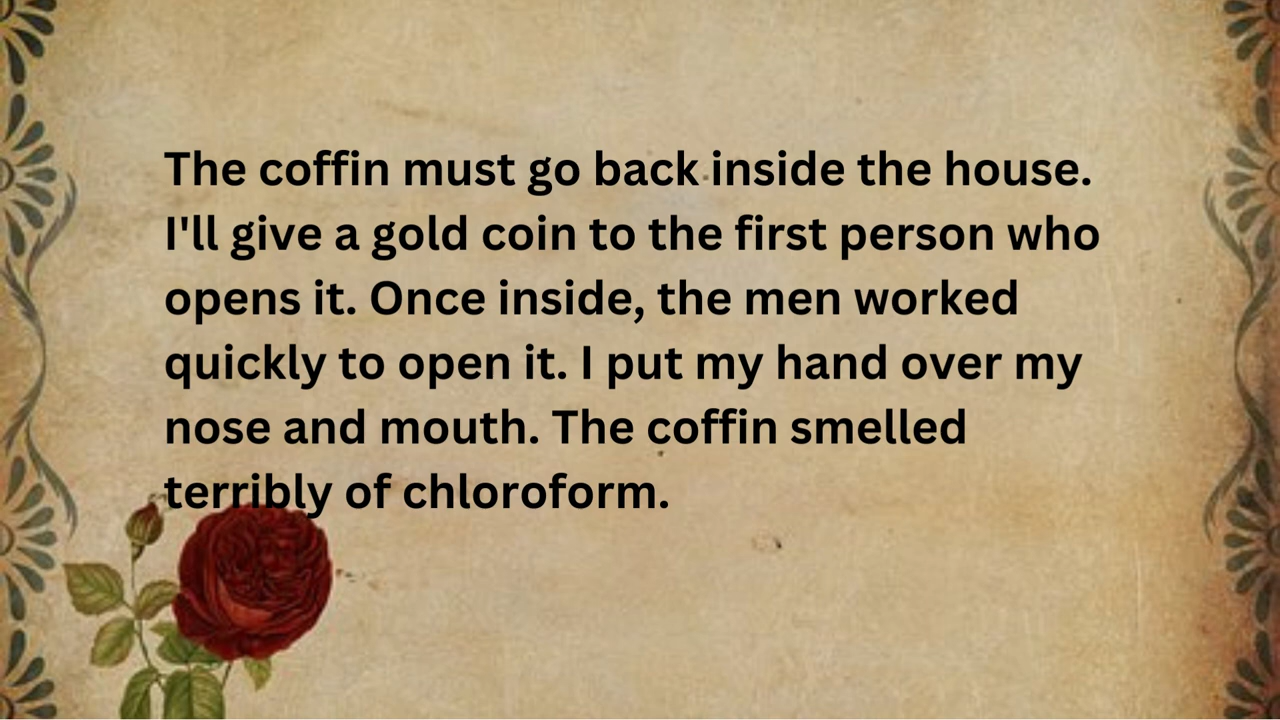 The coffin must go back inside the house.
I'll give a gold coin to the first person who
opens it. Once inside, the men worked
quickly to open it. I put my hand over my
nose and mouth. The coffin smelled
terribly of chloroform.